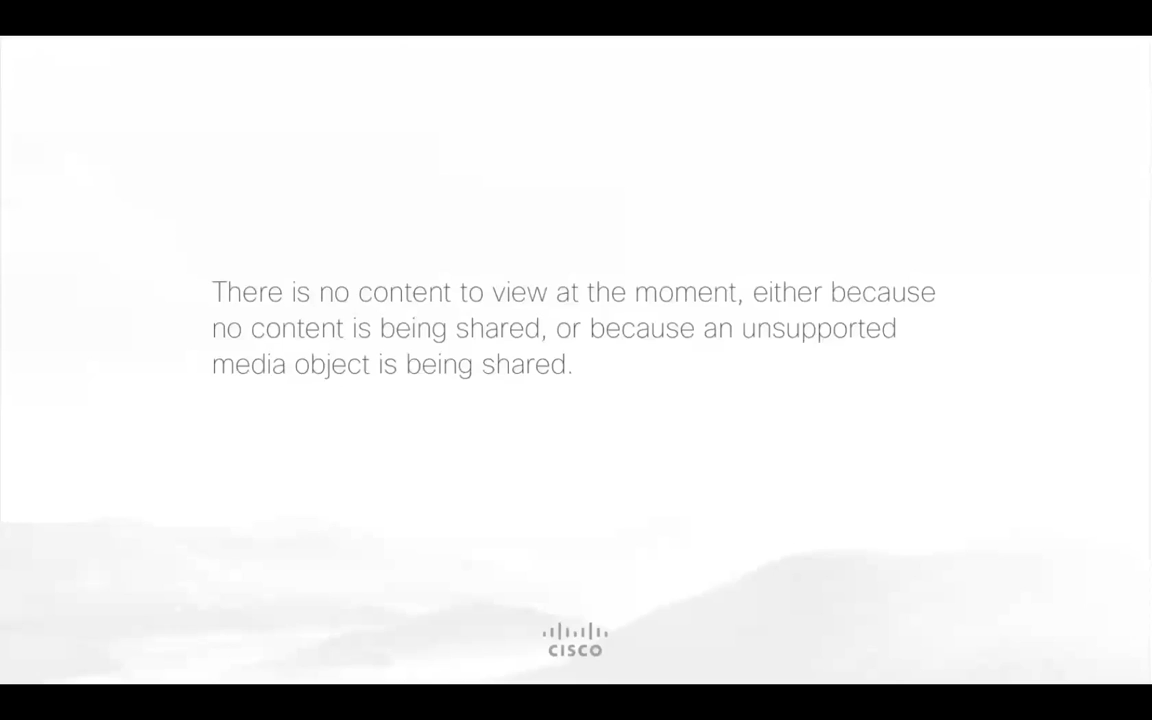 There is no content to view at the moment, either because
no content is being shared, or because an unsupported
media object is being shared.
CISCO